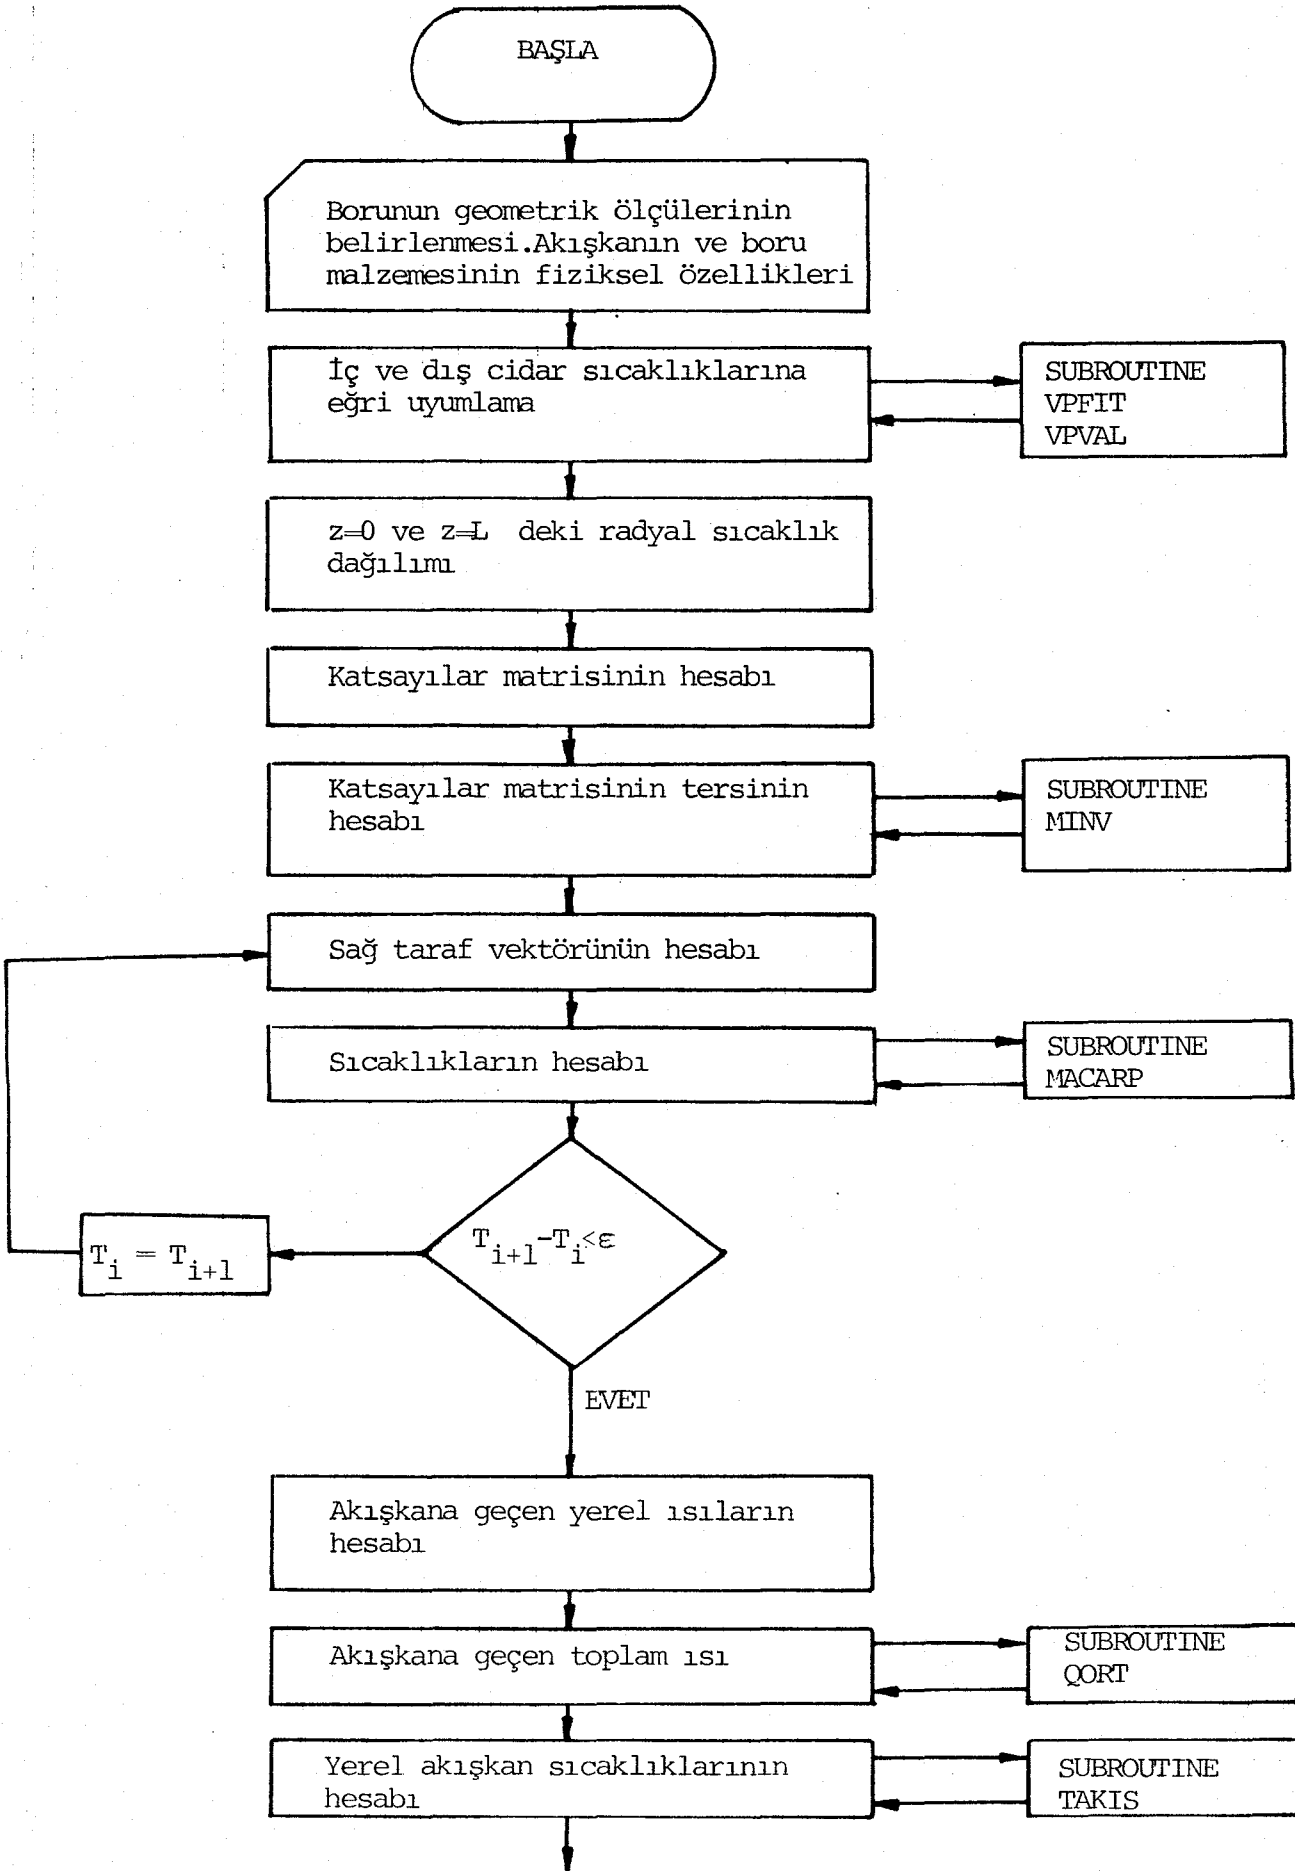 BAŞLA
Borunun geometrik ölçülerinin
belirlenmesi.Akışkanın ve boru
malzemesinin fiziksel özellikleri
İç ve dış cidar sıcaklıklarına
eğri uyumlama
SUBROUTINE
VPFIT
VPVAL
z=0 ve z=L deki radyal sıcaklık
dağılımı
Katsayılar matrisinin hesabı
Katsayılar matrisinin tersinin
hesabı
SUBROUTINE
MINV
Sağ taraf vektörünün hesabı
Sıcaklıkların hesabı
SUBROUTINE
MACARP
T_{i+1}-T_i<ε
T_i = T_{i+1}
EVET
Akışkana geçen yerel ısıların
hesabı
Akışkana geçen toplam ısı
SUBROUTINE
QORT
Yerel akışkan sıcaklıklarının
hesabı
SUBROUTINE
TAKIS